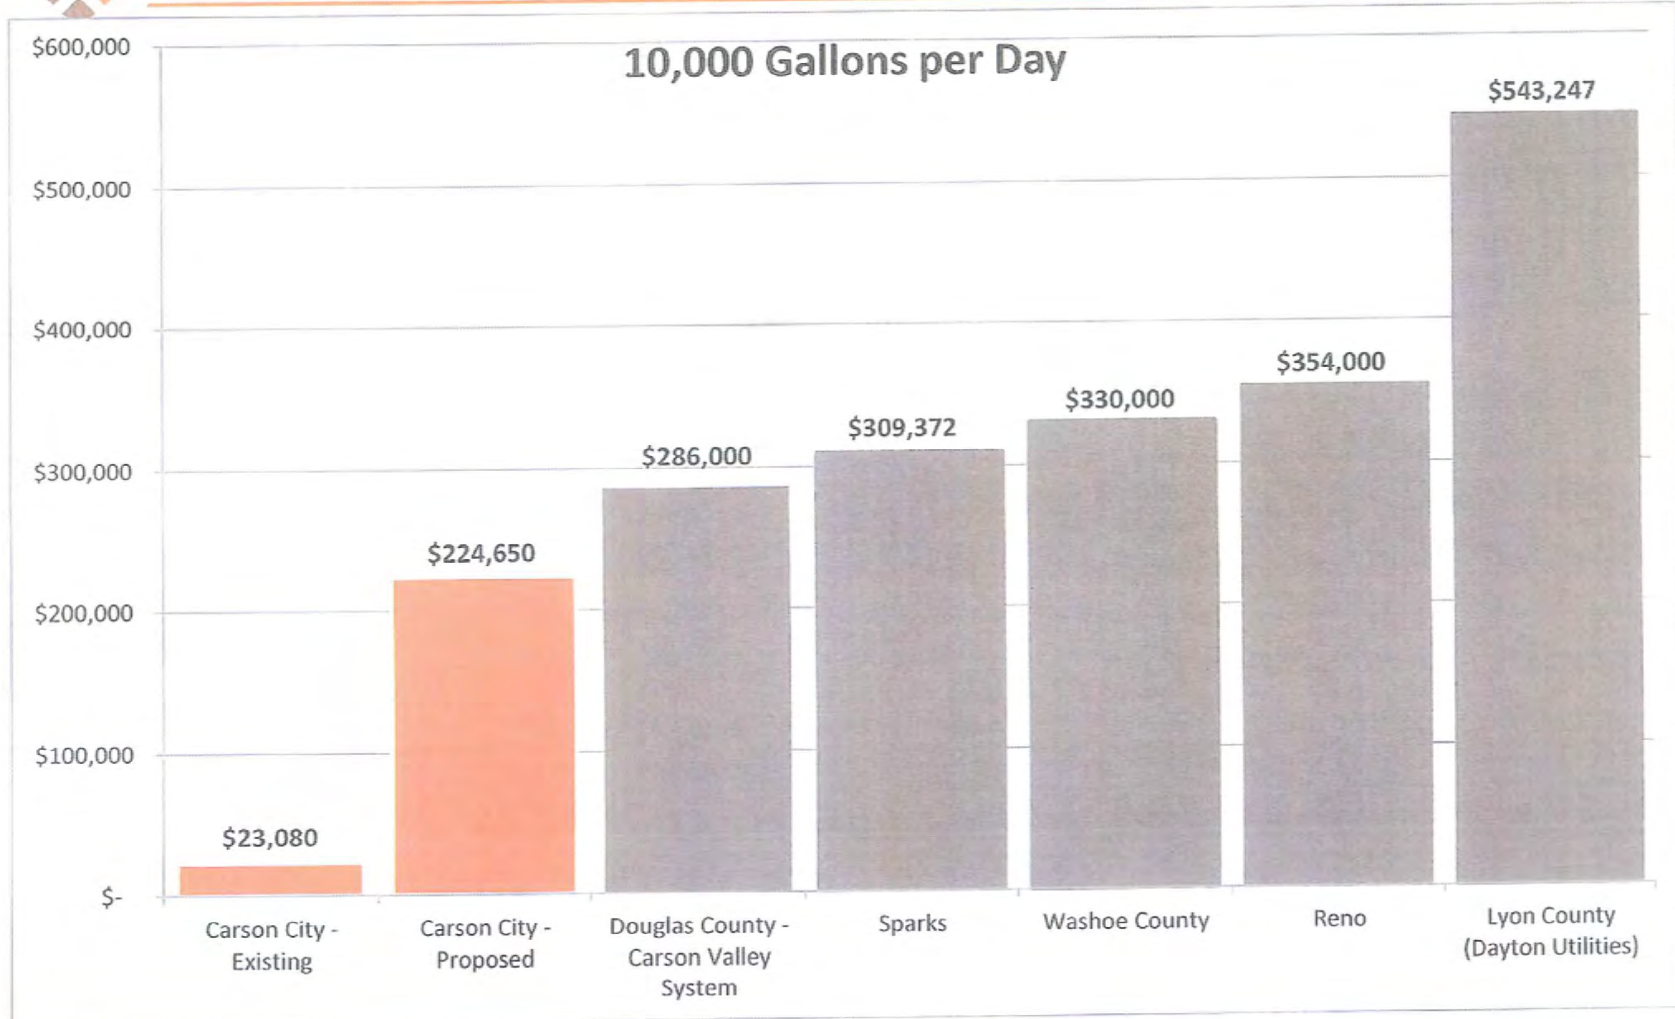 10,000 Gallons per Day
$600,000
$500,000
$400,000
$300,000
$200,000
$100,000
$-
$23,080
$224,650
$286,000
$309,372
$330,000
$354,000
$543,247
Carson City -
Existing
Carson City -
Proposed
Douglas County -
Carson Valley
System
Sparks
Washoe County
Reno
Lyon County
(Dayton Utilities)